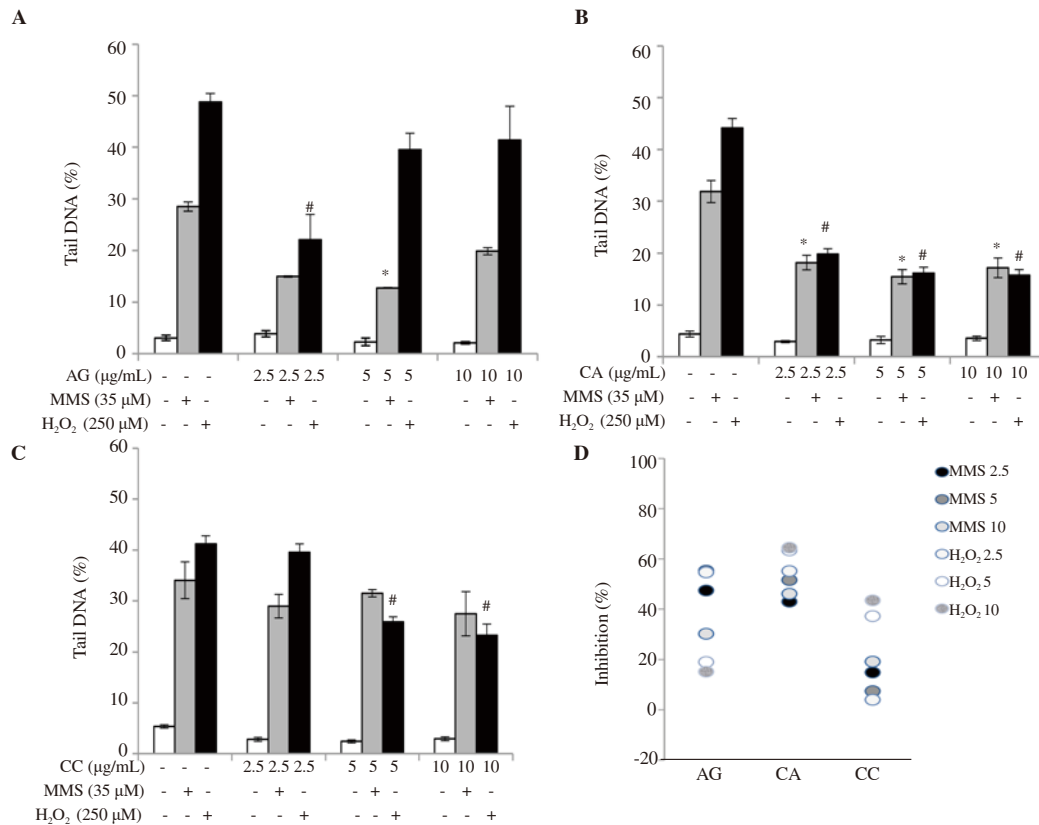 A
60
50
40
30
20
10
0
Tail DNA (%)
#
*
AG (μg/mL) - - - 2.5 2.5 2.5 5 5 5 10 10 10
MMS (35 μM) - + - - + - - + - - + -
H₂O₂ (250 μM) - - + - - + - - + - - +
B
60
50
40
30
20
10
0
Tail DNA (%)
* #
* #
* #
CA (μg/mL) - - - 2.5 2.5 2.5 5 5 5 10 10 10
MMS (35 μM) - + - - + - - + - - + -
H₂O₂ (250 μM) - - + - - + - - + - - +
C
60
50
40
30
20
10
0
Tail DNA (%)
#
#
CC (μg/mL) - - - 2.5 2.5 2.5 5 5 5 10 10 10
MMS (35 μM) - + - - + - - + - - + -
H₂O₂ (250 μM) - - + - - + - - + - - +
D
100
80
60
40
20
0
-20
Inhibition (%)
AG CA CC
MMS 2.5
MMS 5
MMS 10
H₂O₂ 2.5
H₂O₂ 5
H₂O₂ 10